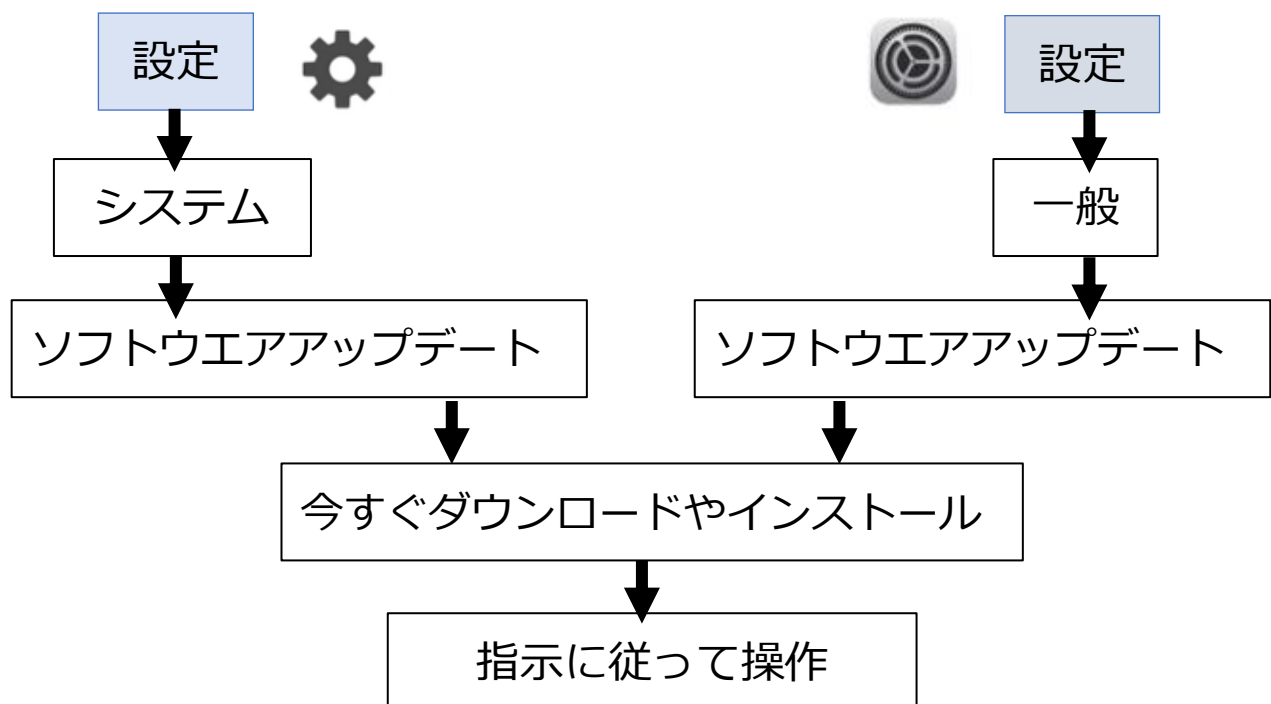 設定
設定
システム
一般
ソフトウエアアップデート
ソフトウエアアップデート
今すぐダウンロードやインストール
指示に従って操作